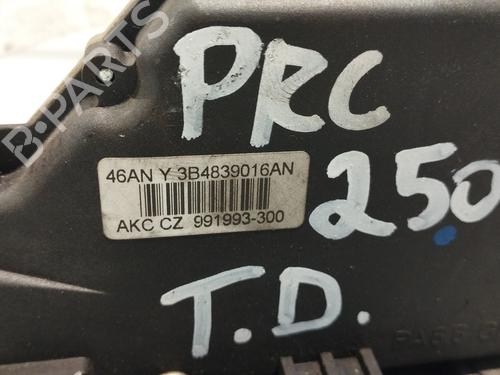 B-PARTS
PRC
250
46AN Y 3B4839016AN
AKC CZ 991993-300
T.D.